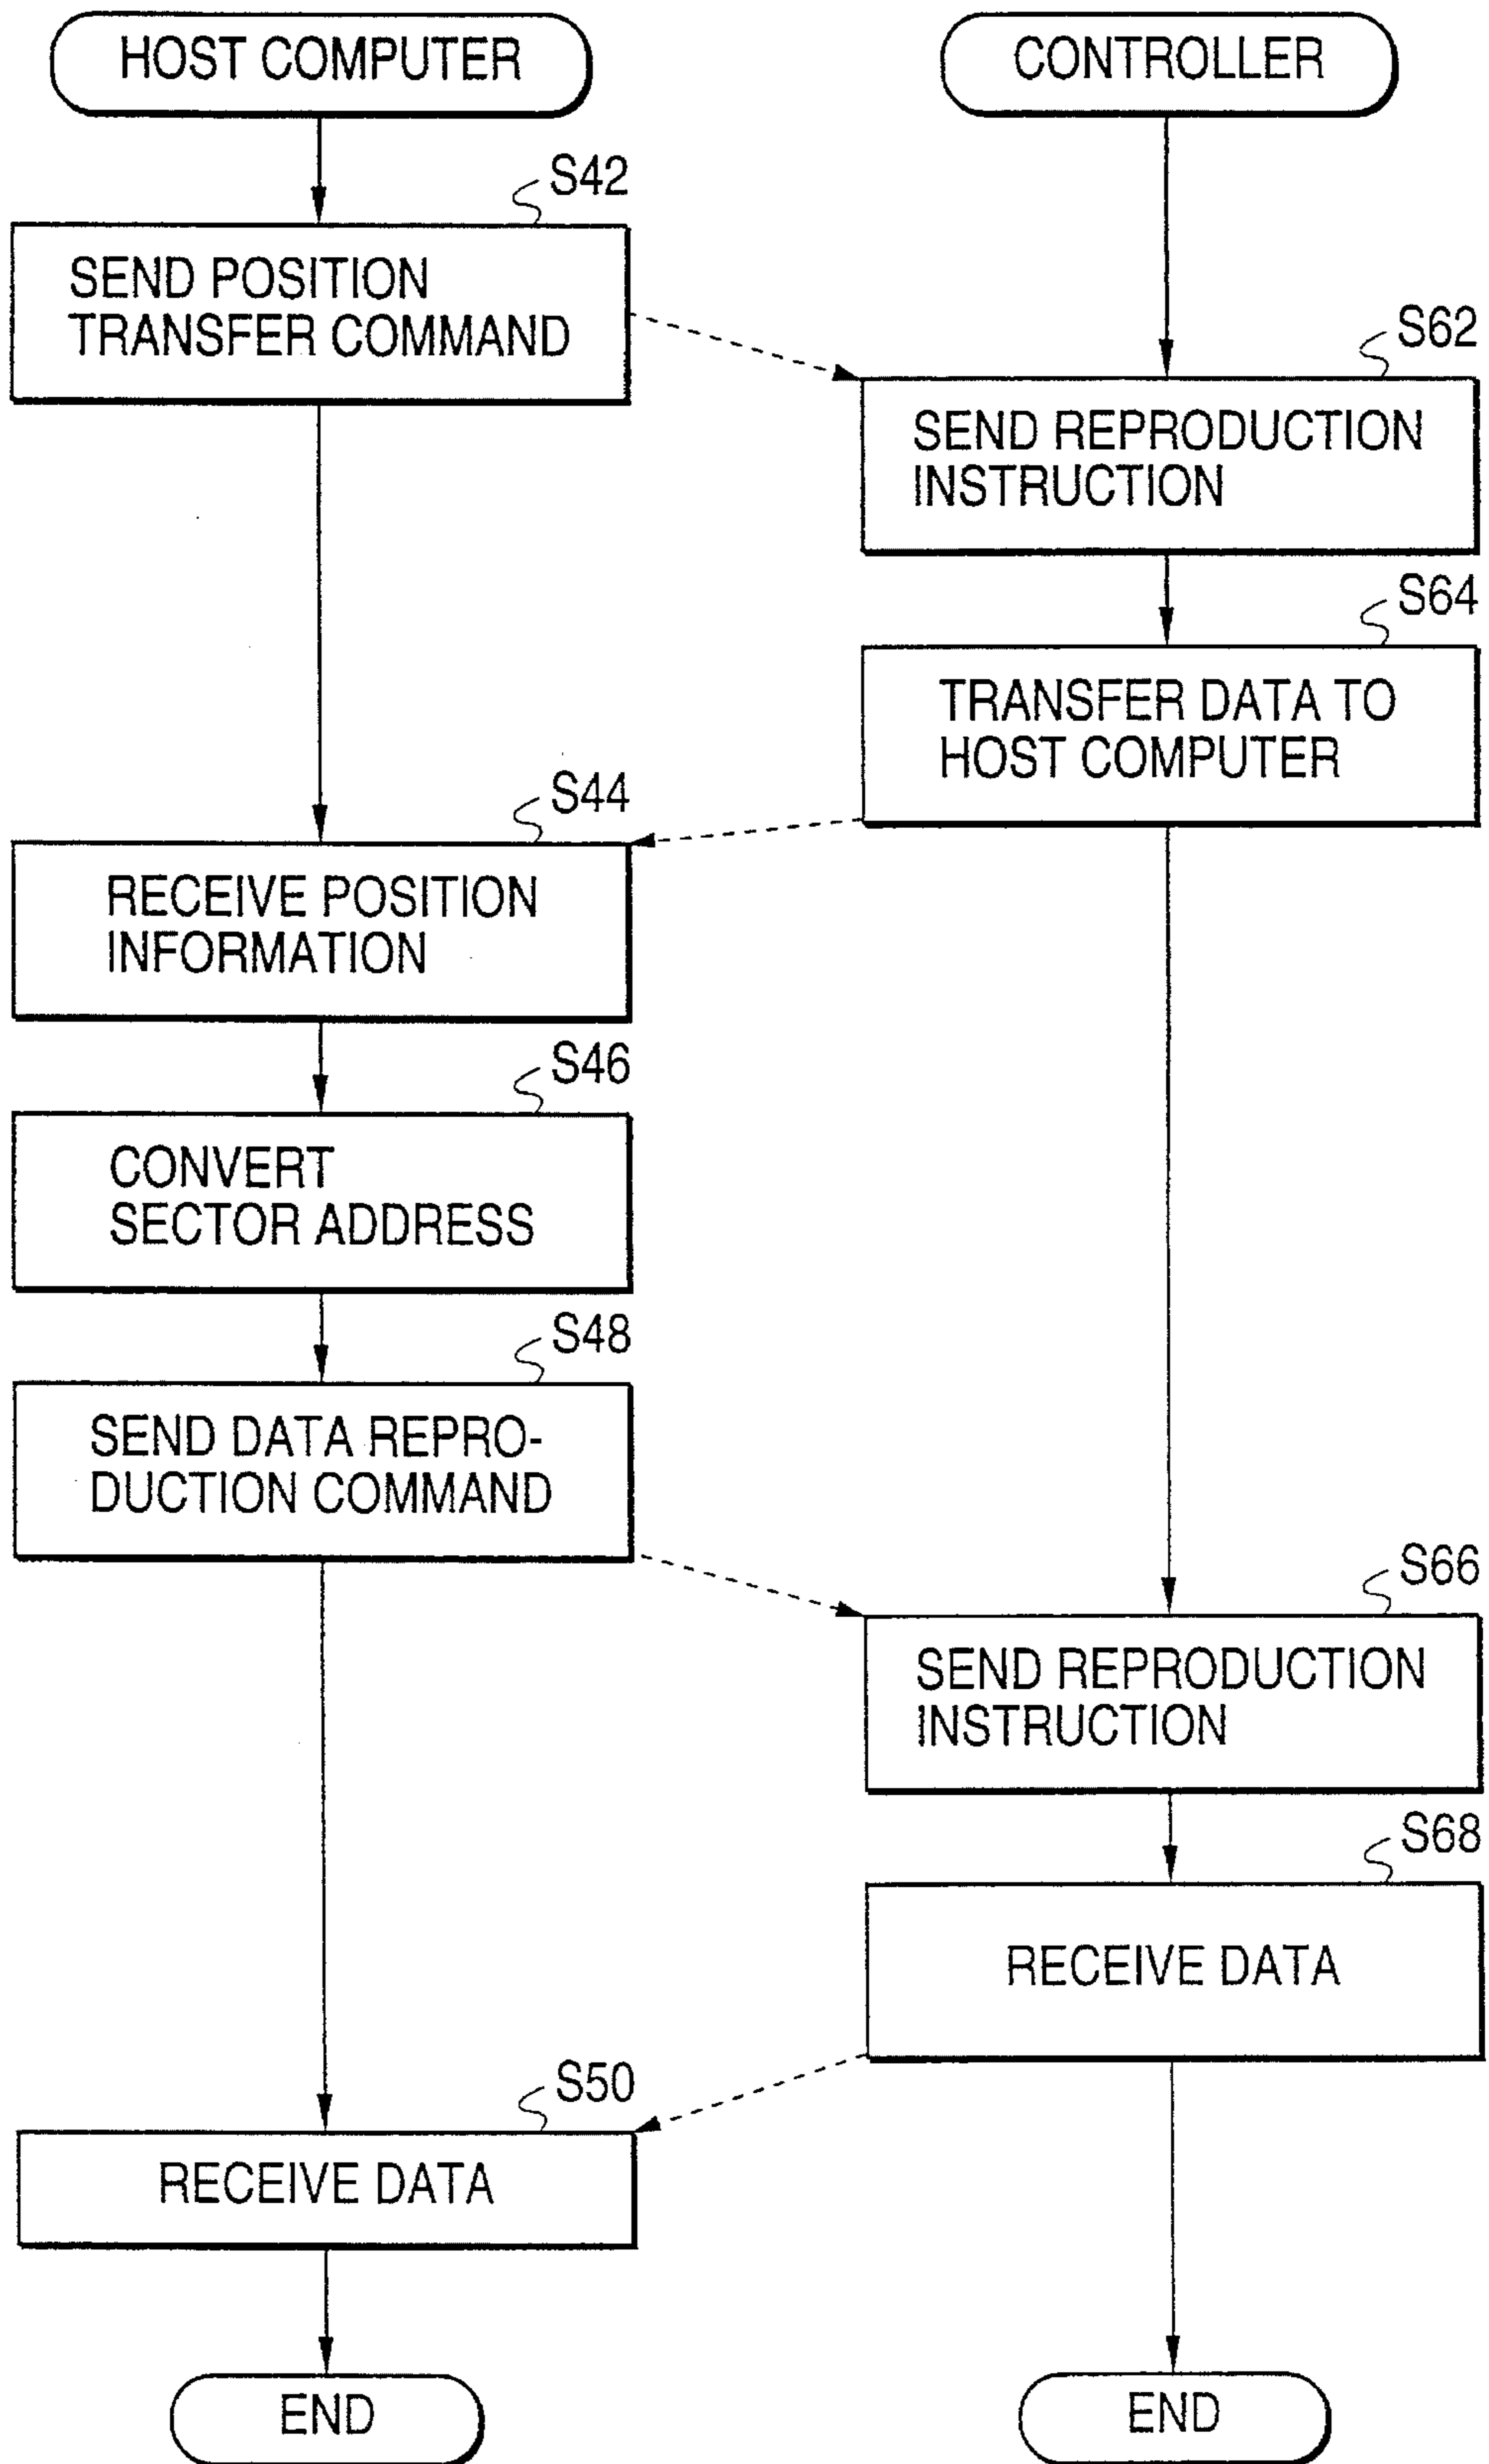 HOST COMPUTER
CONTROLLER
S42
SEND POSITION
TRANSFER COMMAND
S62
SEND REPRODUCTION
INSTRUCTION
S64
TRANSFER DATA TO
HOST COMPUTER
S44
RECEIVE POSITION
INFORMATION
S46
CONVERT
SECTOR ADDRESS
S48
SEND DATA REPRO-
DUCTION COMMAND
S66
SEND REPRODUCTION
INSTRUCTION
S68
RECEIVE DATA
S50
RECEIVE DATA
END
END